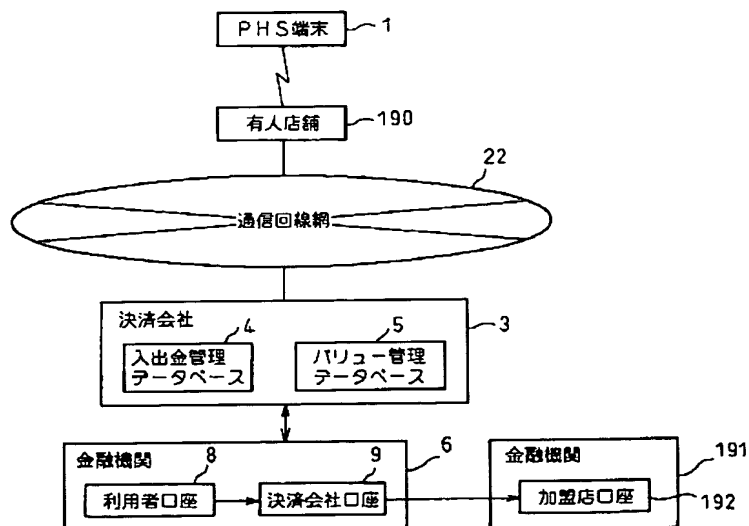 PHS端末
1
有人店舗
190
22
通信回線網
決済会社
3
4
5
入出金管理
データベース
バリュー管理
データベース
金融機関
6
8
9
利用者口座
決済会社口座
金融機関
191
加盟店口座
192